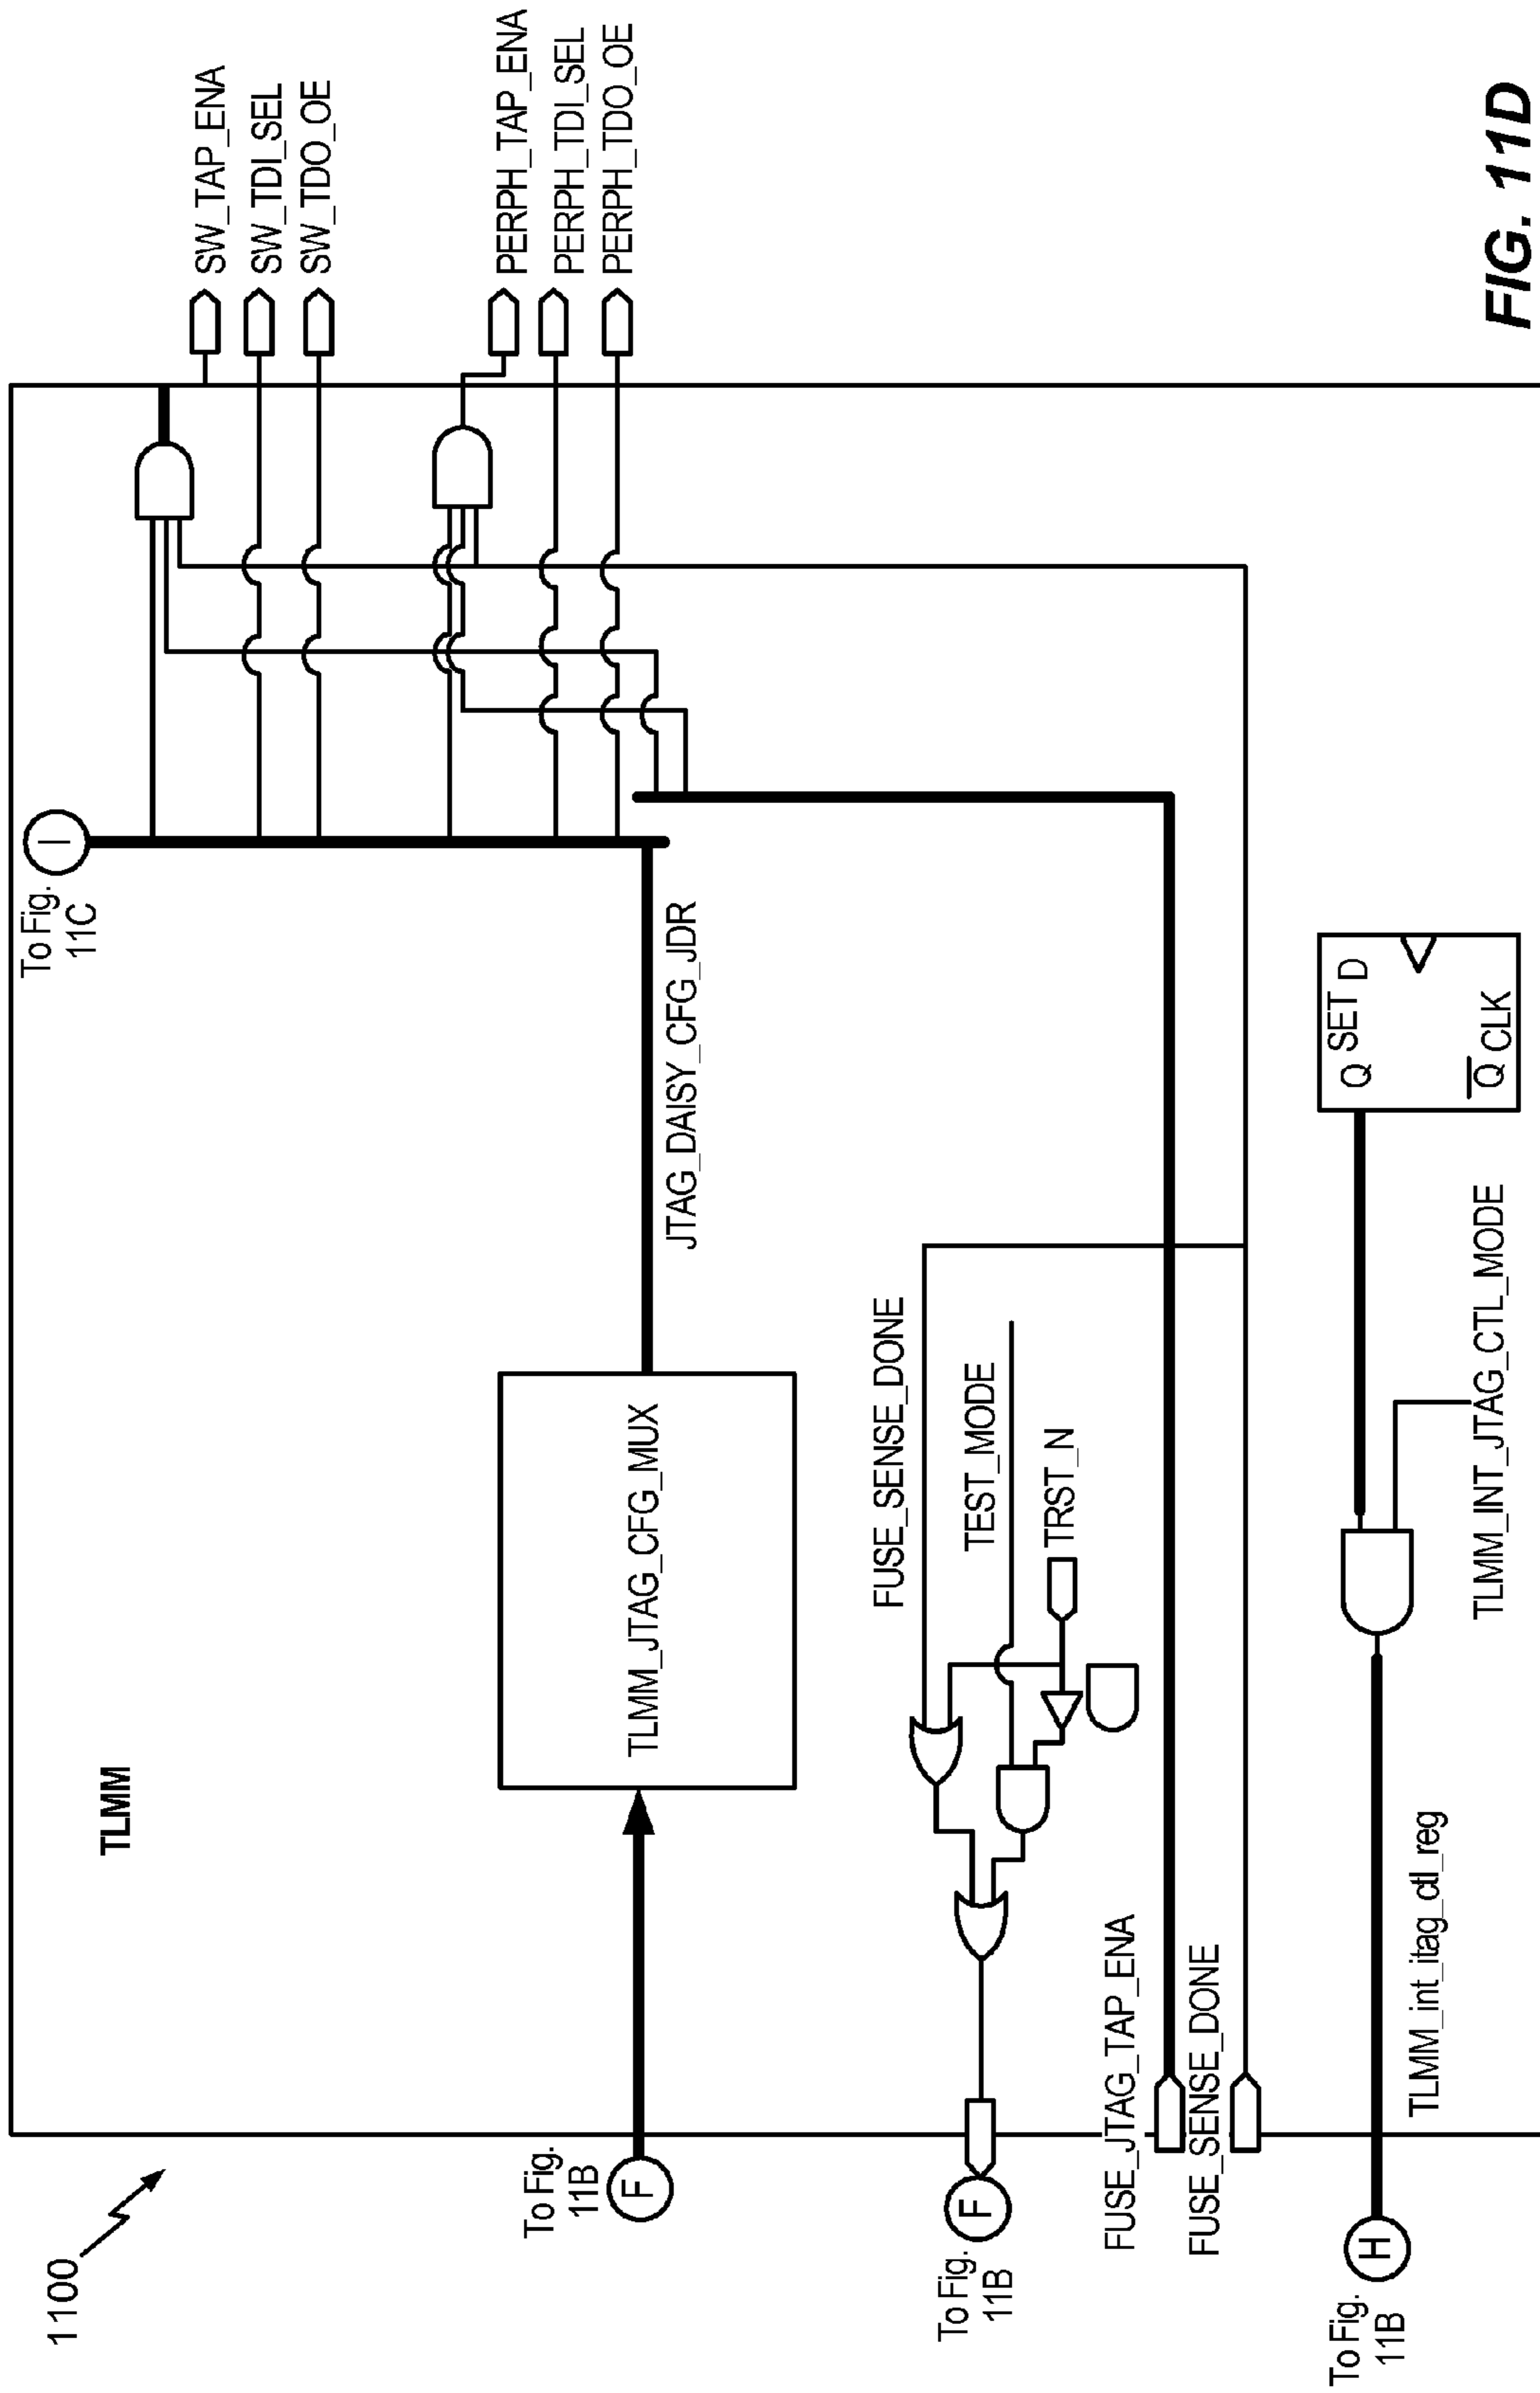 1100
TLMM
To Fig.
11C
I
SW_TAP_ENA
SW_TDI_SEL
SW_TDO_OE
PERPH_TAP_ENA
PERPH_TDI_SEL
PERPH_TDO_OE
To Fig.
11B
F
TLMM_JTAG_CFG_MUX
JTAG_DAISY_CFG_JDR
FUSE_SENSE_DONE
TEST_MODE
TRST_N
To Fig.
11B
F
FUSE_JTAG_TAP_ENA
FUSE_SENSE_DONE
To Fig.
11B
H
TLMM_int_itag_ctl_reg
TLMM_INT_JTAG_CTL_MODE
Q SET D
Q CLK
FIG. 11D